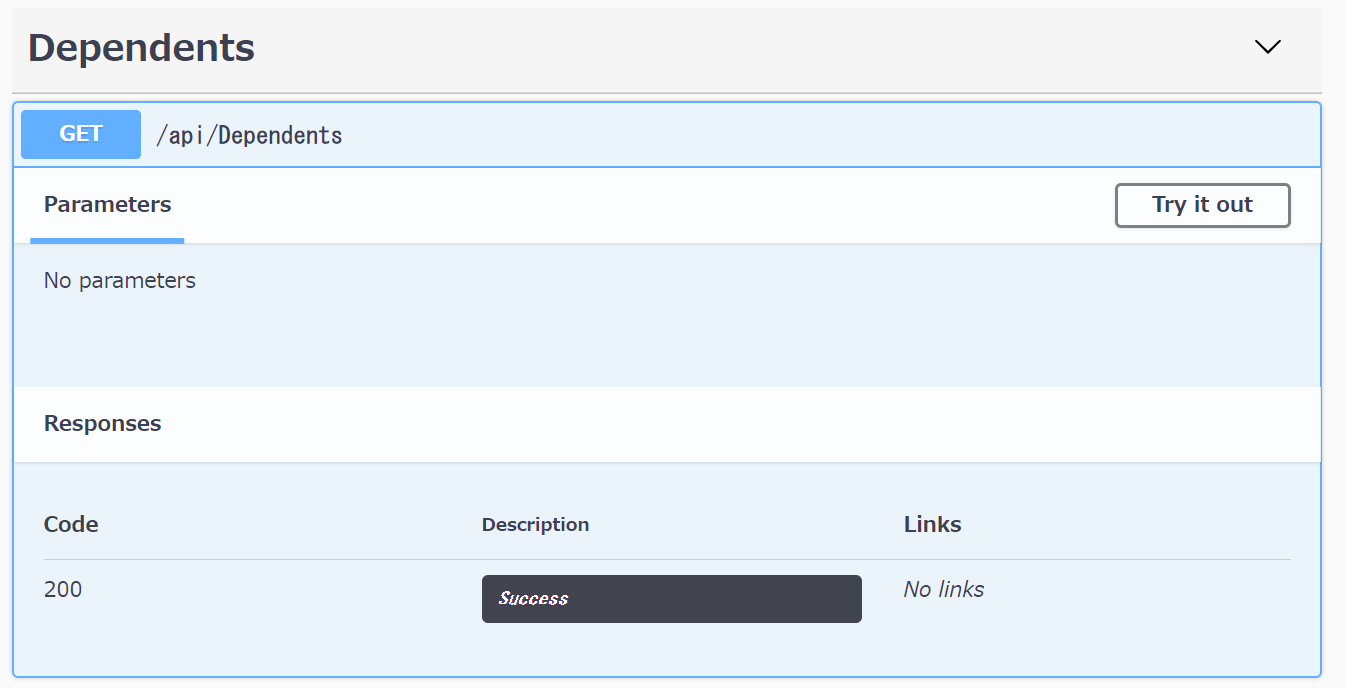 Dependents
GET /api/Dependents
Parameters Try it out
No parameters
Responses
Code Description Links
200 Success No links